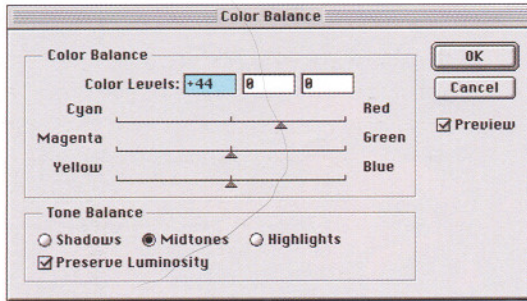 Color Balance
Color Balance
Color Levels: +44 0 0
Cyan Red
Magenta Green
Yellow Blue
Tone Balance
Shadows Midtones Highlights
Preserve Luminosity
OK
Cancel
Preview